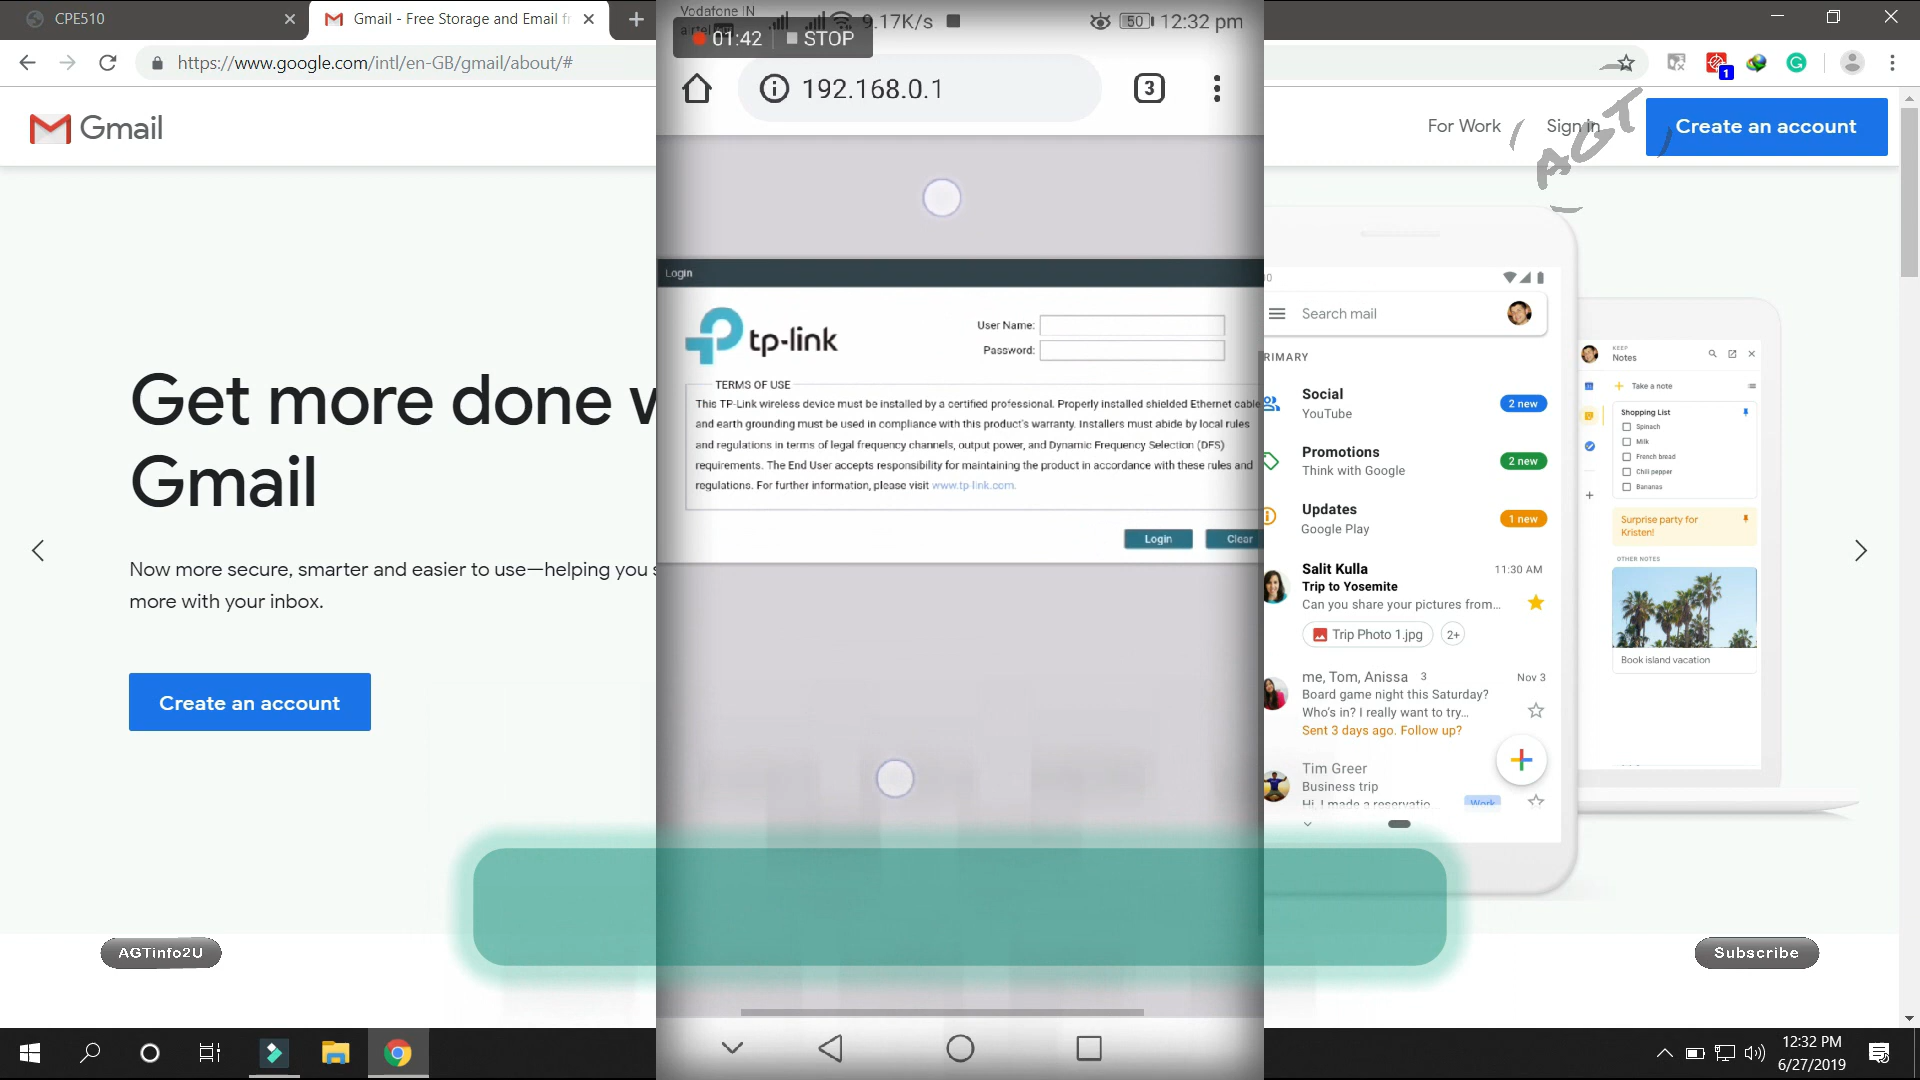 CPE510
Gmail - Free Storage and Email fr
https://www.google.com/intl/en-GB/gmail/about/#
1
Gmail
For Work
Sign in
Create an account
AGT
Get more done w
Gmail
Now more secure, smarter and easier to use—helping you s
more with your inbox.
Create an account
Vodafone IN
airtel
9.17K/s
50
12:32 pm
01:42
STOP
192.168.0.1
3
Login
tp-link
User Name:
Password:
TERMS OF USE
This TP-Link wireless device must be installed by a certified professional. Properly installed shielded Ethernet cable
and earth grounding must be used in compliance with this product's warranty. Installers must abide by local rules
and regulations in terms of legal frequency channels, output power, and Dynamic Frequency Selection (DFS)
requirements. The End User accepts responsibility for maintaining the product in accordance with these rules and
regulations. For further information, please visit www.tp-link.com.
Login
Clear
00
Search mail
RIMARY
Social
YouTube
2 new
Promotions
Think with Google
2 new
Updates
Google Play
1 new
Salit Kulla
11:30 AM
Trip to Yosemite
Can you share your pictures from...
Trip Photo 1.jpg
2+
me, Tom, Anissa 3
Nov 3
Board game night this Saturday?
Who's in? I really want to try...
Sent 3 days ago. Follow up?
Tim Greer
Business trip
Hi, I made a reservatio...
Work
KEEP
Notes
Take a note
Shopping List
Spinach
Milk
French bread
Chili pepper
Bananas
Surprise party for
Kristen!
OTHER NOTES
Book island vacation
AGTinfo2U
Subscribe
12:32 PM
6/27/2019